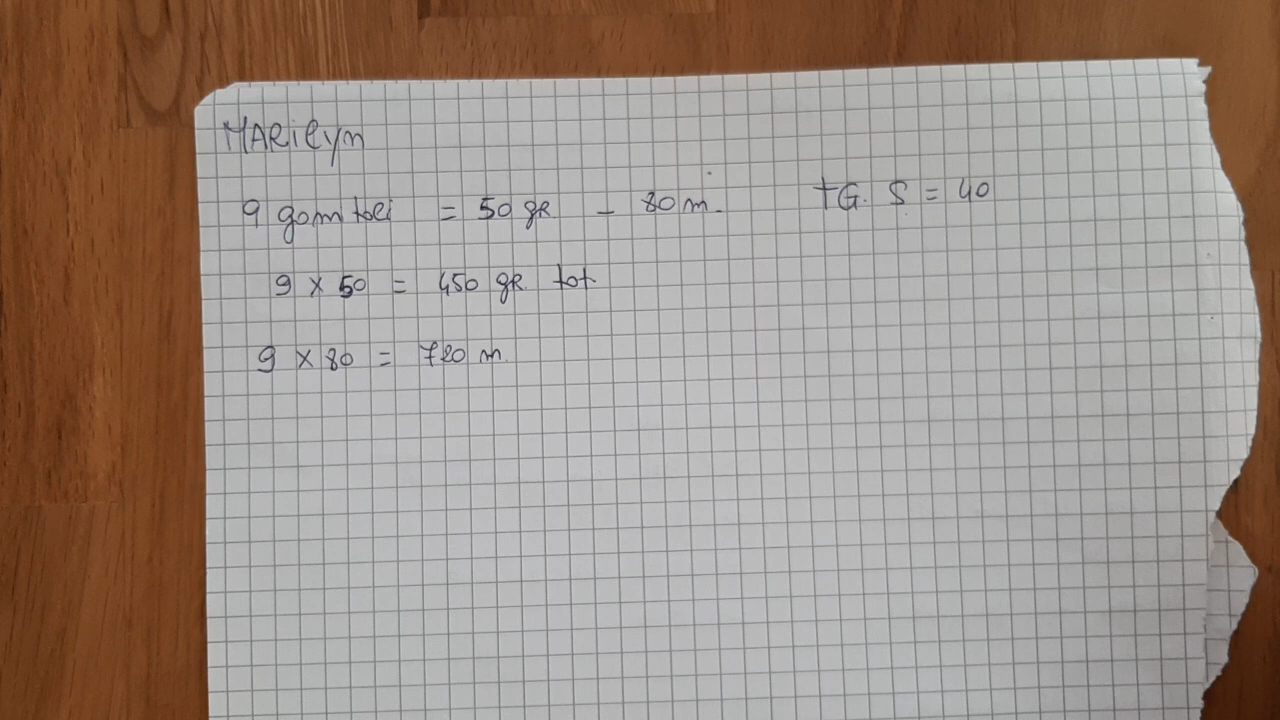 MARilyn
9 gomitoli = 50 gR - 80 m. TG. S = 40
9 x 50 = 450 gR. tot.
9 x 80 = 720 m.